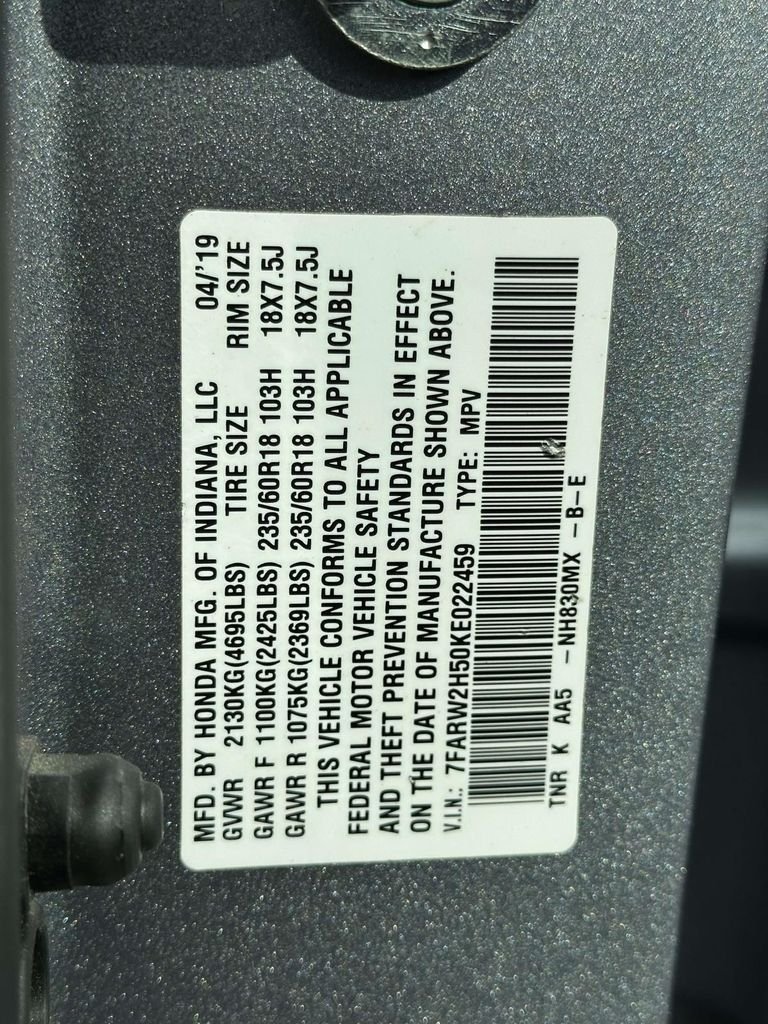 MFD. BY HONDA MFG. OF INDIANA, LLC 04/'19
GVWR 2130KG(4695LBS) TIRE SIZE RIM SIZE
GAWR F 1100KG(2425LBS) 235/60R18 103H 18X7.5J
GAWR R 1075KG(2369LBS) 235/60R18 103H 18X7.5J
THIS VEHICLE CONFORMS TO ALL APPLICABLE
FEDERAL MOTOR VEHICLE SAFETY
AND THEFT PREVENTION STANDARDS IN EFFECT
ON THE DATE OF MANUFACTURE SHOWN ABOVE.
V.I.N.: 7FARW2H50KE022459 TYPE: MPV
TNR K AA5 -NH830MX -B-E